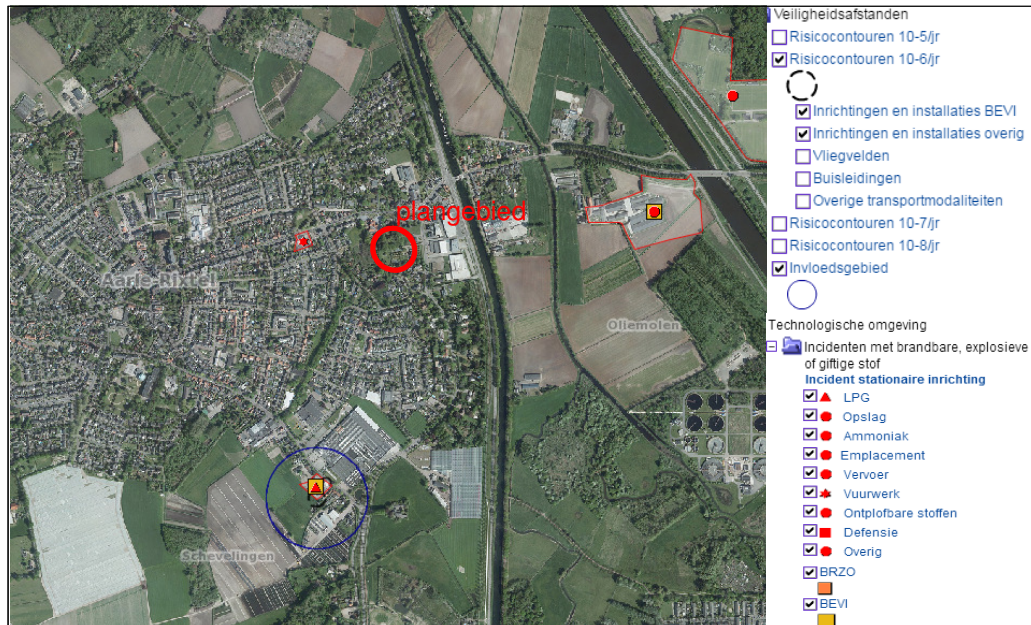 plangebied
Aarle-Rixtel
Oliemolen
Schevelingen
Veiligheidsafstanden
Risicocontouren 10-5/jr
Risicocontouren 10-6/jr
Inrichtingen en installaties BEVI
Inrichtingen en installaties overig
Vliegvelden
Buisleidingen
Overige transportmodaliteiten
Risicocontouren 10-7/jr
Risicocontouren 10-8/jr
Invloedsgebied
Technologische omgeving
Incidenten met brandbare, explosieve
of giftige stof
Incident stationaire inrichting
LPG
Opslag
Ammoniak
Emplacement
Vervoer
Vuurwerk
Ontplofbare stoffen
Defensie
Overig
BRZO
BEVI